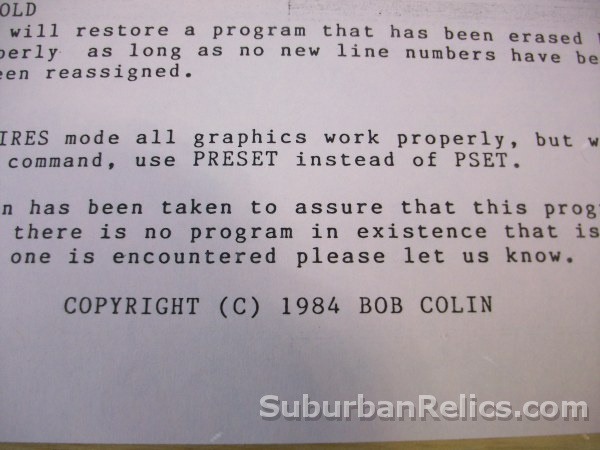 OLD
will restore a program that has been erased
perly as long as no new line numbers have be
en reassigned.
IRES mode all graphics work properly, but w
command, use PRESET instead of PSET.
n has been taken to assure that this prog
there is no program in existence that is
one is encountered please let us know.
COPYRIGHT (C) 1984 BOB COLIN
SuburbanRelics.com